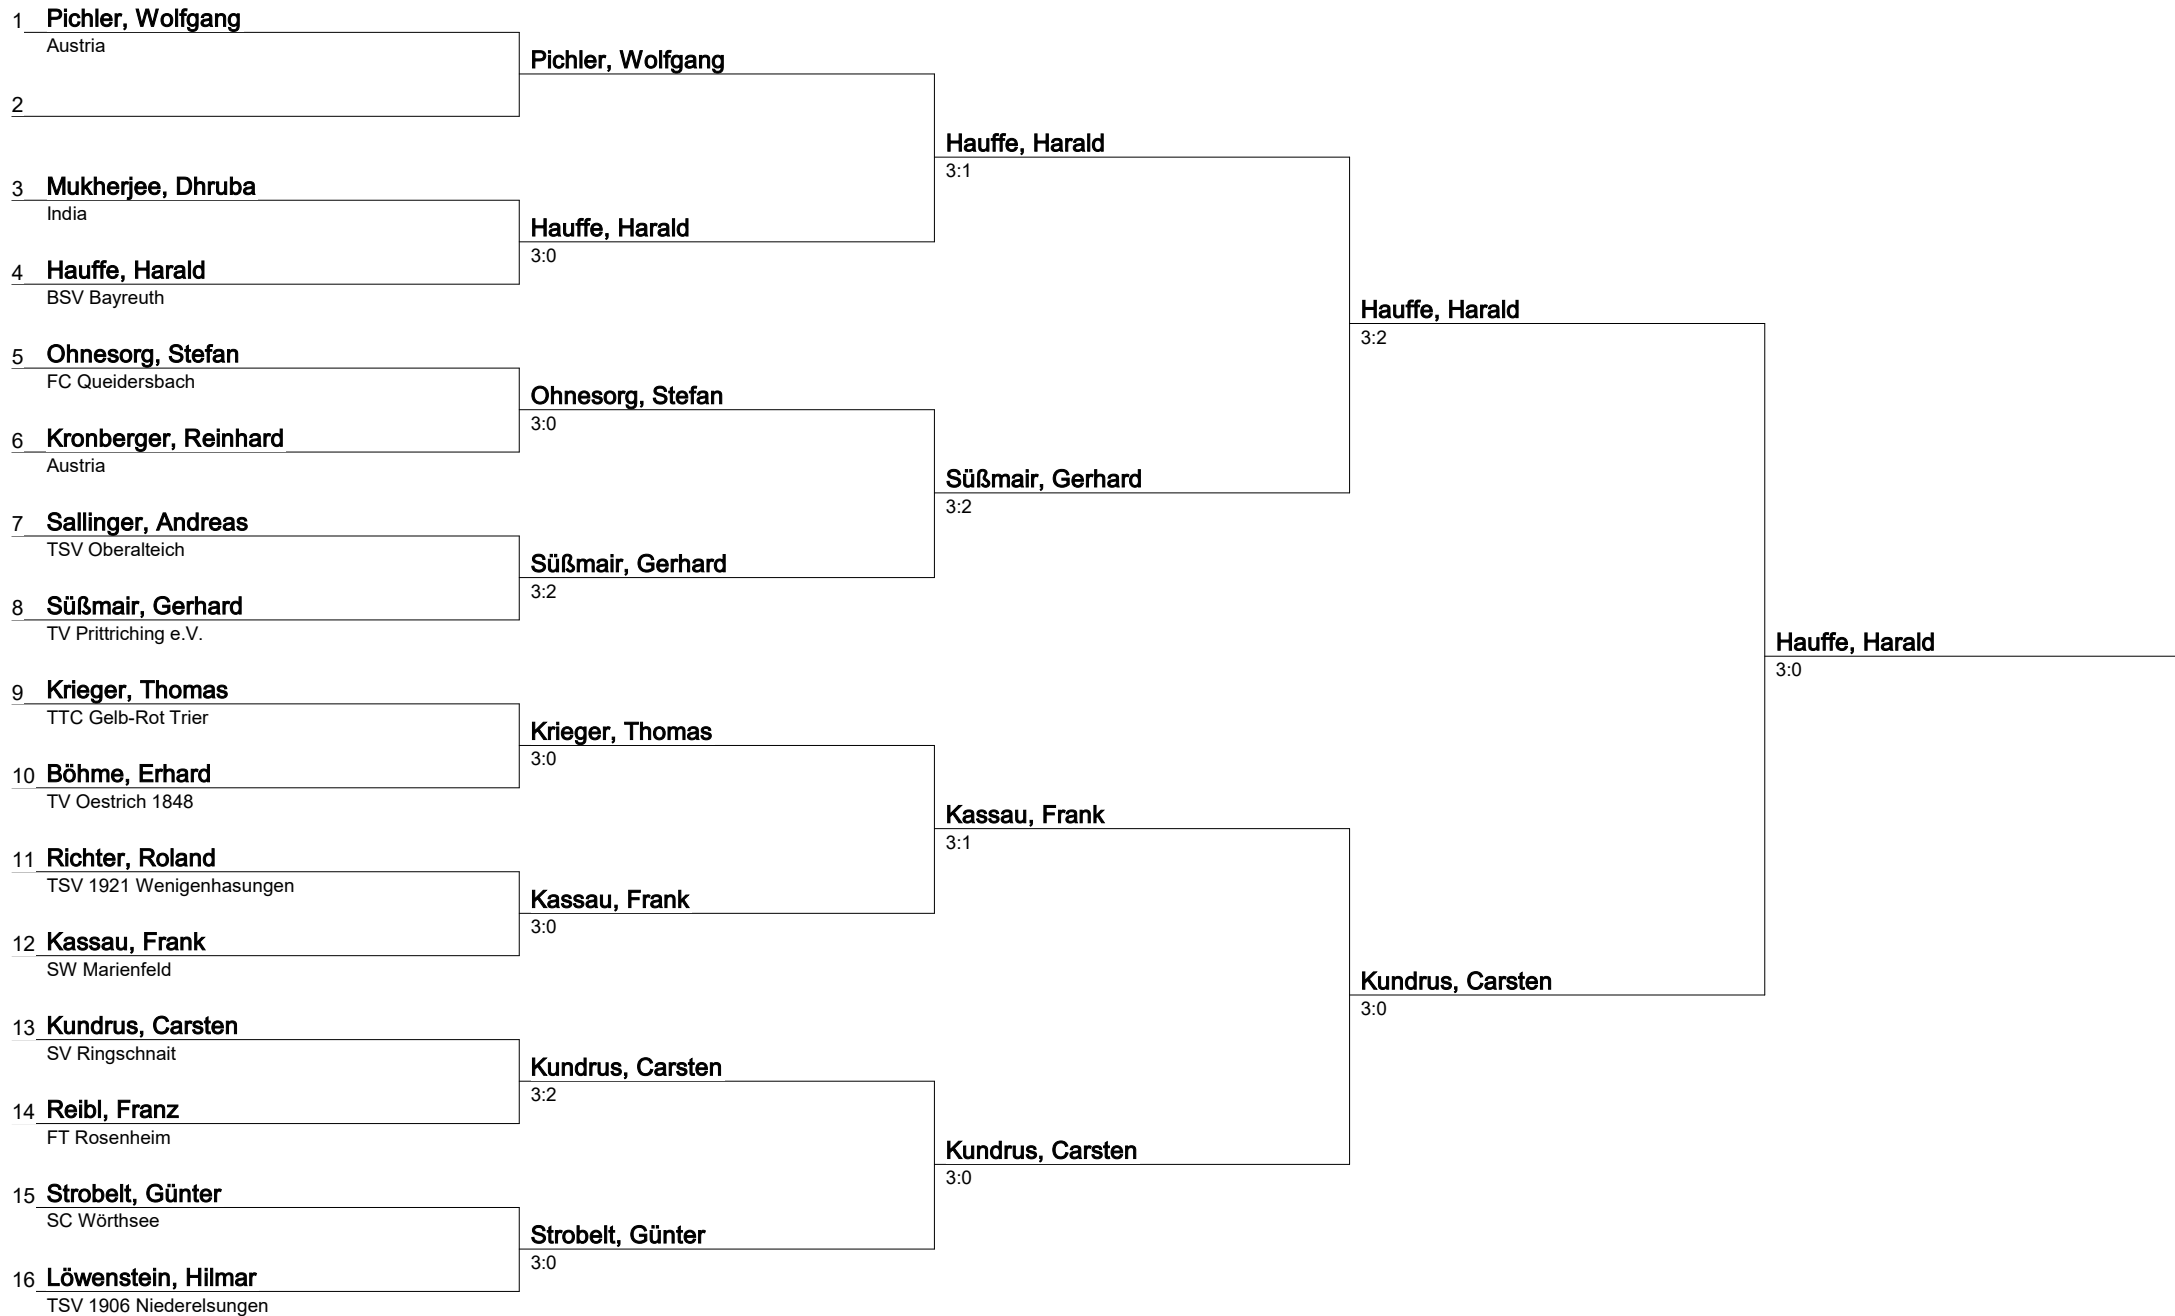 1 Pichler, Wolfgang
Austria
Pichler, Wolfgang
2
Hauffe, Harald
3:1
3 Mukherjee, Dhruba
India
Hauffe, Harald
3:0
4 Hauffe, Harald
BSV Bayreuth
Hauffe, Harald
3:2
5 Ohnesorg, Stefan
FC Queidersbach
Ohnesorg, Stefan
3:0
6 Kronberger, Reinhard
Austria
Süßmair, Gerhard
3:2
7 Sallinger, Andreas
TSV Oberalteich
Süßmair, Gerhard
3:2
8 Süßmair, Gerhard
TV Prittriching e.V.
Hauffe, Harald
3:0
9 Krieger, Thomas
TTC Gelb-Rot Trier
Krieger, Thomas
3:0
10 Böhme, Erhard
TV Oestrich 1848
Kassau, Frank
3:1
11 Richter, Roland
TSV 1921 Wenigenhasungen
Kassau, Frank
3:0
12 Kassau, Frank
SW Marienfeld
Kundrus, Carsten
3:0
13 Kundrus, Carsten
SV Ringschnait
Kundrus, Carsten
3:2
14 Reibl, Franz
FT Rosenheim
Kundrus, Carsten
3:0
15 Strobelt, Günter
SC Wörthsee
Strobelt, Günter
3:0
16 Löwenstein, Hilmar
TSV 1906 Niederelsungen